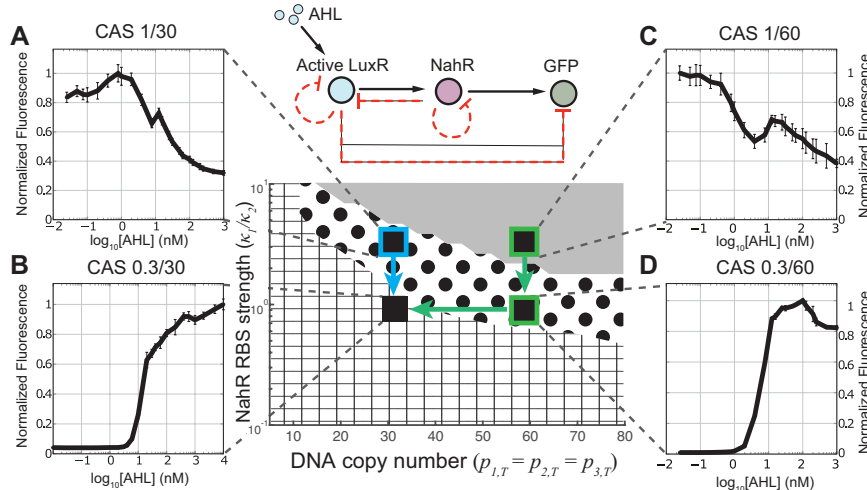 A
CAS 1/30
Normalized Fluorescence
1
0.8
0.6
0.4
0.2
0
-2 -1 0 1 2 3
log10[AHL] (nM)
AHL
Active LuxR
NahR
GFP
C
CAS 1/60
Normalized Fluorescence
1
0.8
0.6
0.4
0.2
0
-2 -1 0 1 2 3
log10[AHL] (nM)
B
CAS 0.3/30
Normalized Fluorescence
1
0.8
0.6
0.4
0.2
0
-1 0 1 2 3 4
log10[AHL] (nM)
NahR RBS strength (κ1/κ2)
10^1
10^0
10^-1
10 20 30 40 50 60 70 80
DNA copy number (p1,T = p2,T = p3,T)
D
CAS 0.3/60
Normalized Fluorescence
1
0.8
0.6
0.4
0.2
0
-2 -1 0 1 2 3
log10[AHL] (nM)